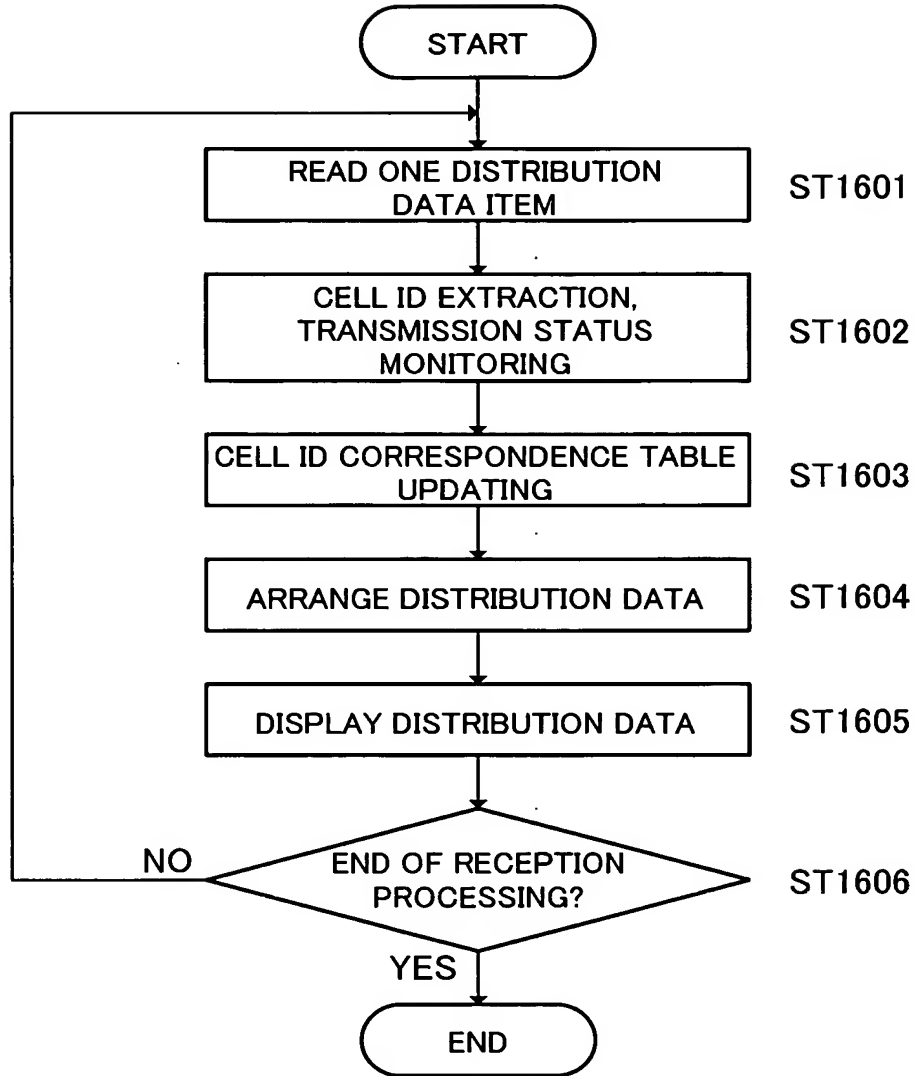 START
READ ONE DISTRIBUTION
DATA ITEM
ST1601
CELL ID EXTRACTION,
TRANSMISSION STATUS
MONITORING
ST1602
CELL ID CORRESPONDENCE TABLE
UPDATING
ST1603
ARRANGE DISTRIBUTION DATA
ST1604
DISPLAY DISTRIBUTION DATA
ST1605
NO
END OF RECEPTION
PROCESSING?
ST1606
YES
END